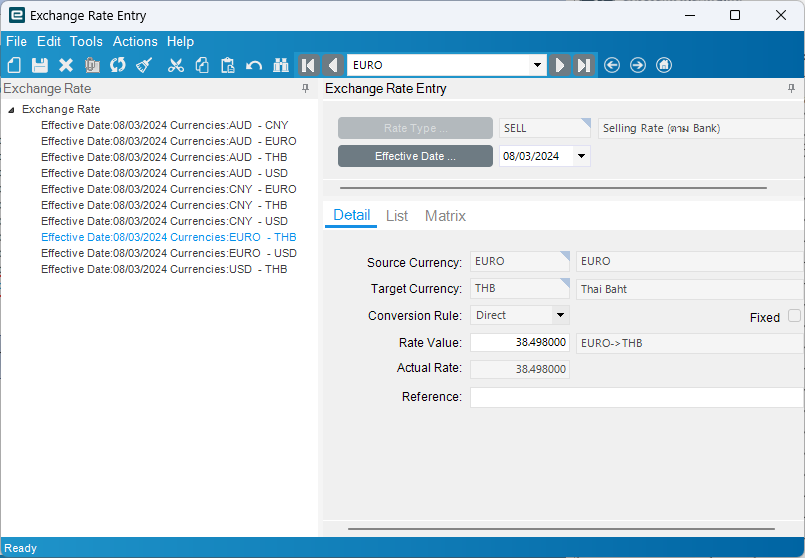 Exchange Rate Entry
File Edit Tools Actions Help
EURO
Exchange Rate
Exchange Rate
Effective Date:08/03/2024 Currencies:AUD - CNY
Effective Date:08/03/2024 Currencies:AUD - EURO
Effective Date:08/03/2024 Currencies:AUD - THB
Effective Date:08/03/2024 Currencies:AUD - USD
Effective Date:08/03/2024 Currencies:CNY - EURO
Effective Date:08/03/2024 Currencies:CNY - THB
Effective Date:08/03/2024 Currencies:CNY - USD
Effective Date:08/03/2024 Currencies:EURO - THB
Effective Date:08/03/2024 Currencies:EURO - USD
Effective Date:08/03/2024 Currencies:USD - THB
Exchange Rate Entry
Rate Type ... SELL Selling Rate (ตาม Bank)
Effective Date ... 08/03/2024
Detail List Matrix
Source Currency: EURO EURO
Target Currency: THB Thai Baht
Conversion Rule: Direct Fixed
Rate Value: 38.498000 EURO->THB
Actual Rate: 38.498000
Reference:
Ready